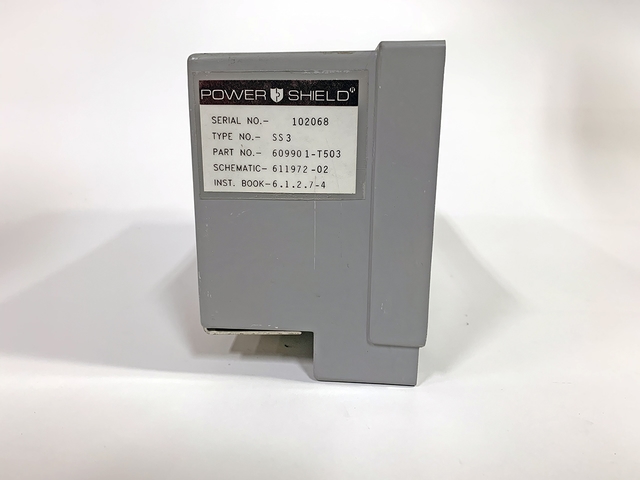 POWER SHIELD®
SERIAL NO.- 102068
TYPE NO.- SS3
PART NO.- 609901-T503
SCHEMATIC- 611972-02
INST. BOOK-6.1.2.7-4